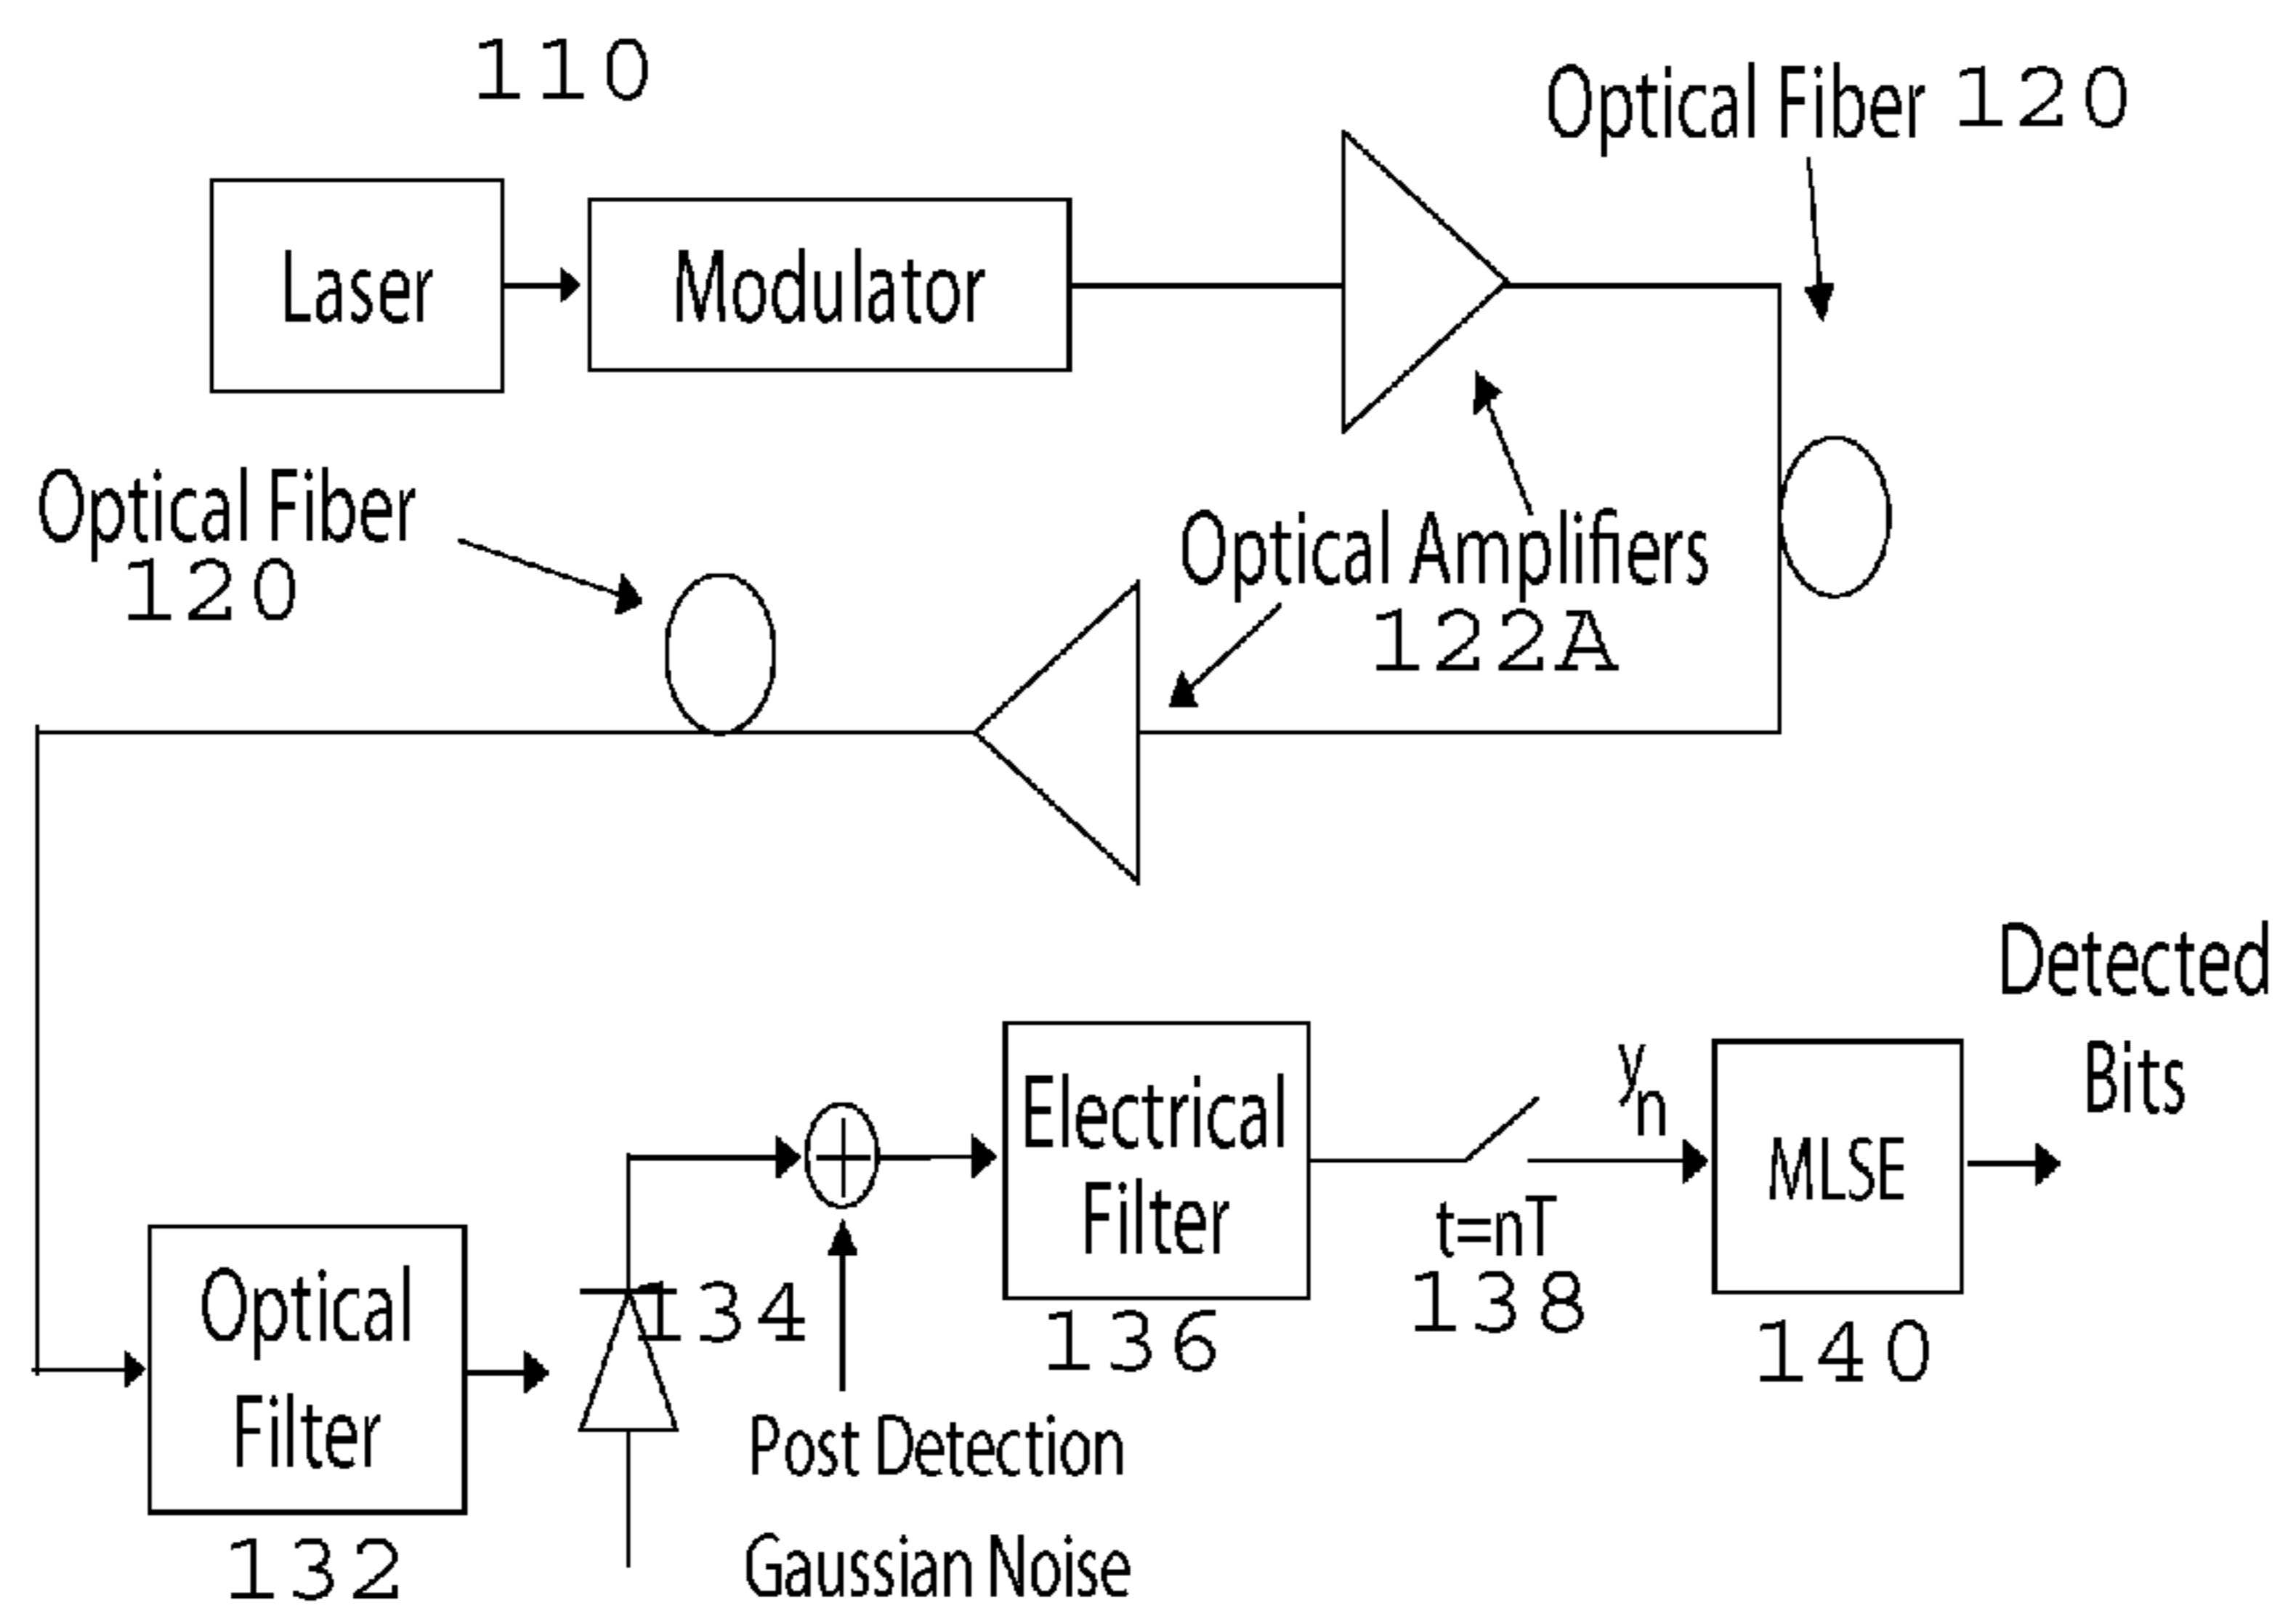 110
Optical Fiber 120
Laser
Modulator
Optical Fiber
120
Optical Amplifiers
122A
Detected
Bits
Electrical
Filter
yn
MLSE
t=nT
Optical
Filter
134
136
138
140
Post Detection
Gaussian Noise
132